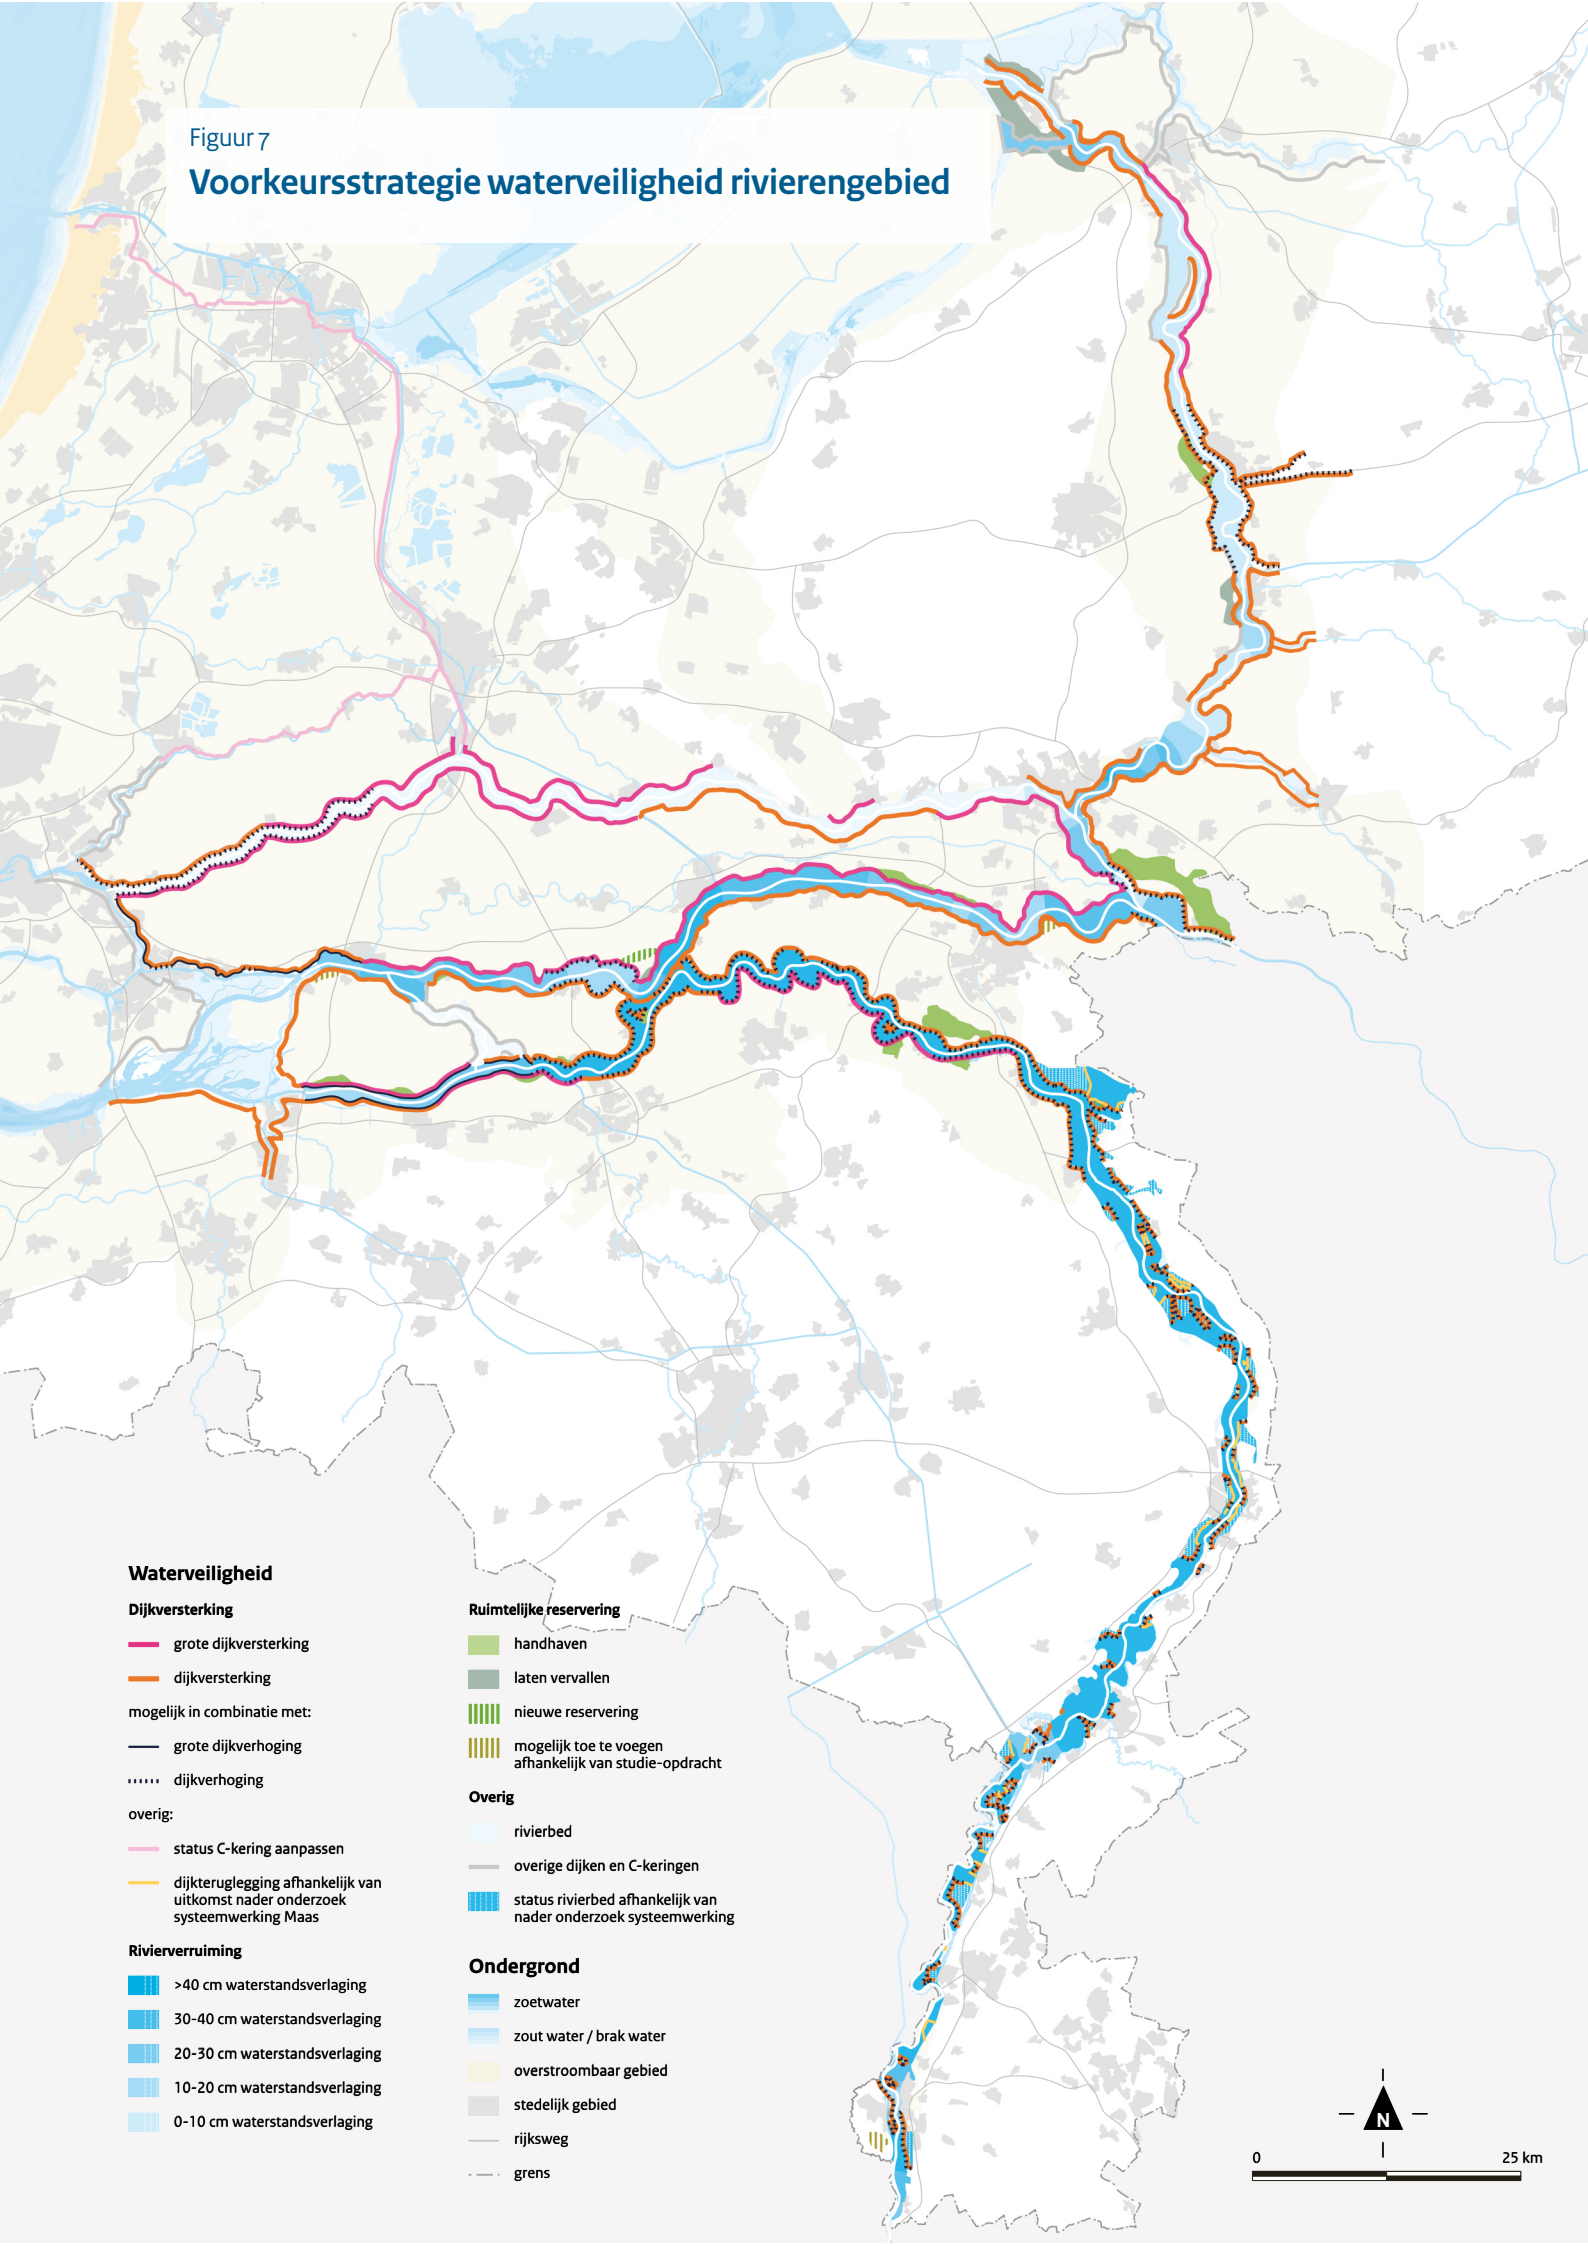 Figuur 7
Voorkeursstrategie waterveiligheid rivierengebied
Waterveiligheid
Dijkversterking
grote dijkversterking
dijkversterking
mogelijk in combinatie met:
grote dijkverhoging
dijkverhoging
overig:
status C-kering aanpassen
dijkteruglegging afhankelijk van
uitkomst nader onderzoek
systeemwerking Maas
Rivierverruiming
>40 cm waterstandsverlaging
30-40 cm waterstandsverlaging
20-30 cm waterstandsverlaging
10-20 cm waterstandsverlaging
0-10 cm waterstandsverlaging
Ruimtelijke reservering
handhaven
laten vervallen
nieuwe reservering
mogelijk toe te voegen
afhankelijk van studie-opdracht
Overig
rivierbed
overige dijken en C-keringen
status rivierbed afhankelijk van
nader onderzoek systeemwerking
Ondergrond
zoetwater
zout water / brak water
overstroombaar gebied
stedelijk gebied
rijksweg
grens
N
0 25 km